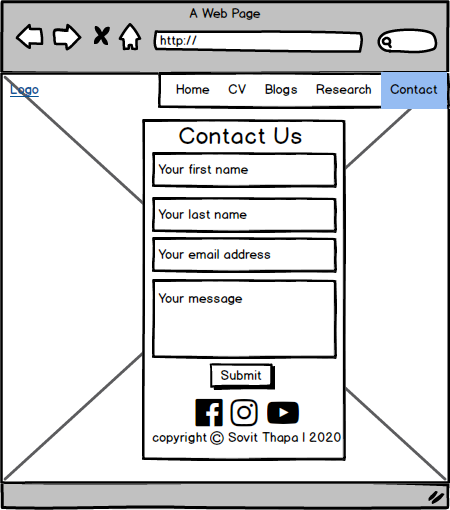 A Web Page
http://
Logo
Home CV Blogs Research Contact
Contact Us
Your first name
Your last name
Your email address
Your message
Submit
copyright © Sovit Thapa | 2020